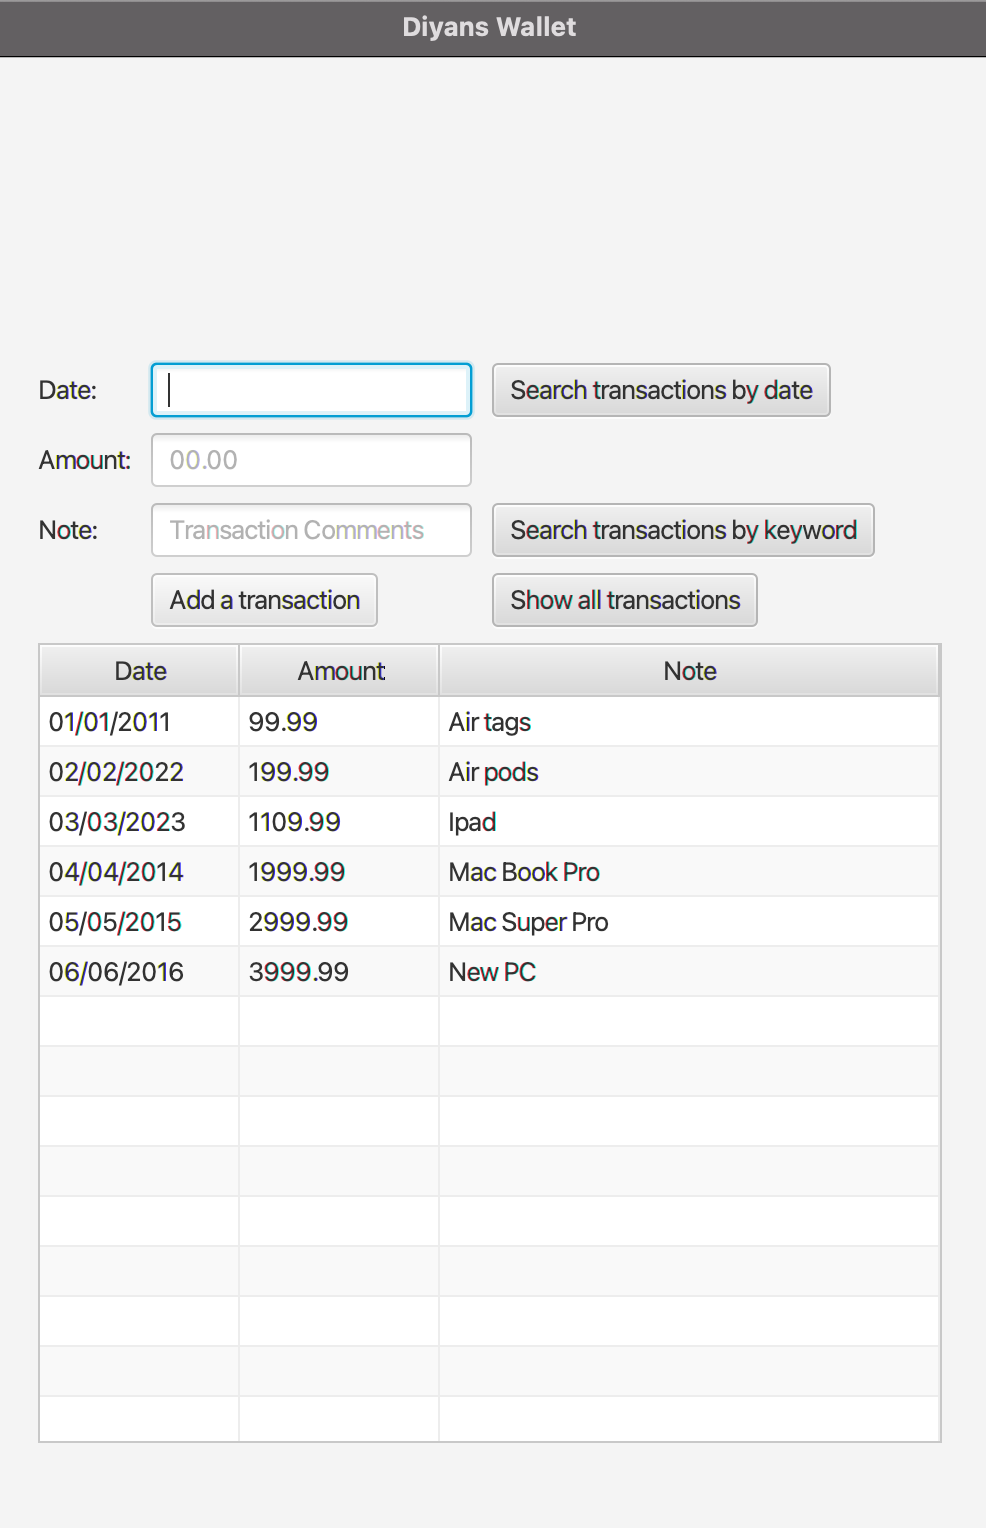 Diyans Wallet
Date: Search transactions by date
Amount: 00.00
Note: Transaction Comments Search transactions by keyword
Add a transaction Show all transactions
Date Amount Note
01/01/2011 99.99 Air tags
02/02/2022 199.99 Air pods
03/03/2023 1109.99 Ipad
04/04/2014 1999.99 Mac Book Pro
05/05/2015 2999.99 Mac Super Pro
06/06/2016 3999.99 New PC